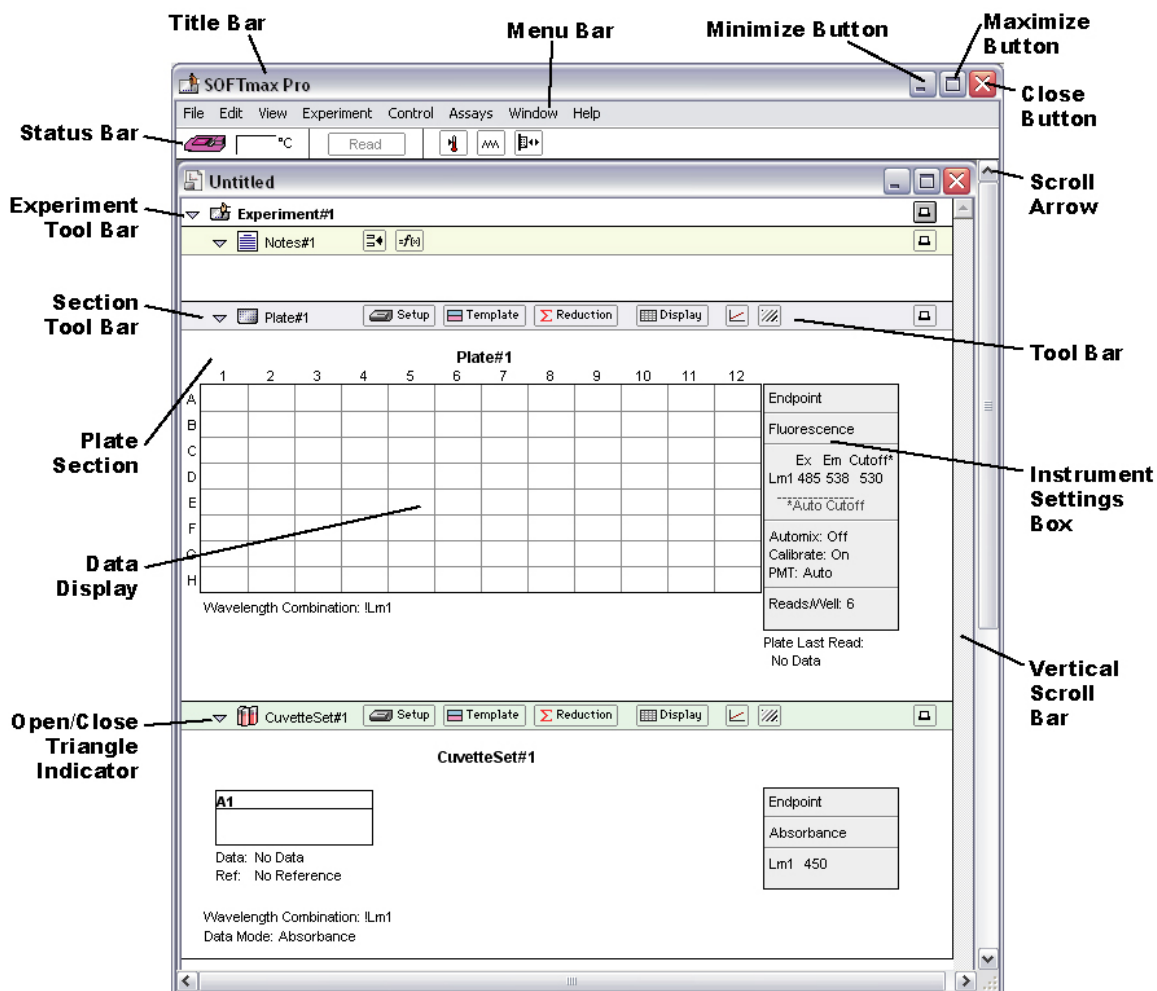 Title Bar
Menu Bar
Minimize Button
Maximize
Button
SOFTmax Pro
Close
Button
File Edit View Experiment Control Assays Window Help
Status Bar
°C
Read
Untitled
Scroll
Arrow
Experiment
Tool Bar
Experiment#1
Notes#1
=f(x)
Section
Tool Bar
Plate#1 Setup Template Σ Reduction Display
Tool Bar
Plate#1
1 2 3 4 5 6 7 8 9 10 11 12
A
B
C
D
E
F
G
H
Plate
Section
Data
Display
Endpoint
Fluorescence
Ex Em Cutoff*
Lm1 485 538 530
*Auto Cutoff
Automix: Off
Calibrate: On
PMT: Auto
Reads/Well: 6
Instrument
Settings
Box
Wavelength Combination: !Lm1
Plate Last Read:
No Data
Vertical
Scroll
Bar
Open/Close
Triangle
Indicator
CuvetteSet#1 Setup Template Σ Reduction Display
CuvetteSet#1
A1
Data: No Data
Ref: No Reference
Endpoint
Absorbance
Lm1 450
Wavelength Combination: !Lm1
Data Mode: Absorbance